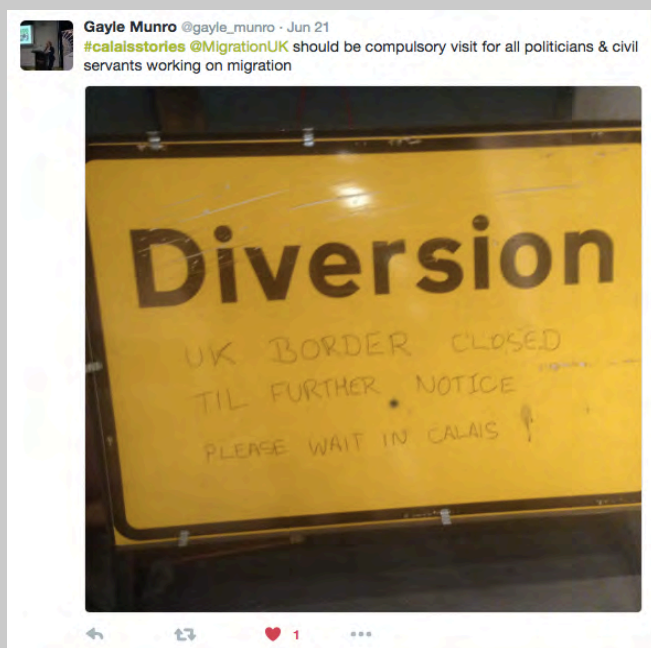 Gayle Munro @gayle_munro · Jun 21
#calaisstories @MigrationUK should be compulsory visit for all politicians & civil
servants working on migration
Diversion
UK BORDER CLOSED
TIL FURTHER NOTICE
PLEASE WAIT IN CALAIS !
1